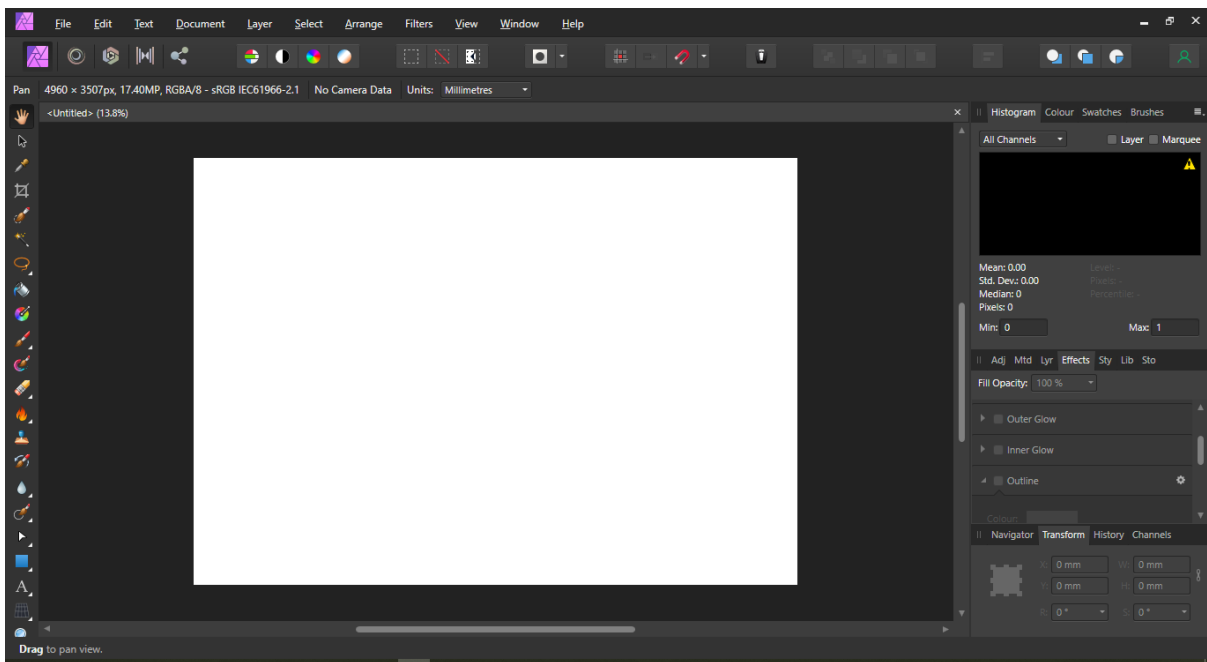 File Edit Text Document Layer Select Arrange Filters View Window Help
Pan 4960 × 3507px, 17.40MP, RGBA/8 - sRGB IEC61966-2.1 No Camera Data Units: Millimetres
<Untitled> (13.8%)
Histogram Colour Swatches Brushes
All Channels Layer Marquee
Mean: 0.00 Level: -
Std. Dev.: 0.00 Pixels: -
Median: 0 Percentile: -
Pixels: 0
Min: 0 Max: 1
Adj Mtd Lyr Effects Sty Lib Sto
Fill Opacity: 100 %
Outer Glow
Inner Glow
Outline
Colour:
Navigator Transform History Channels
X: 0 mm W: 0 mm
Y: 0 mm H: 0 mm
R: 0 ° S: 0 °
A
Drag to pan view.